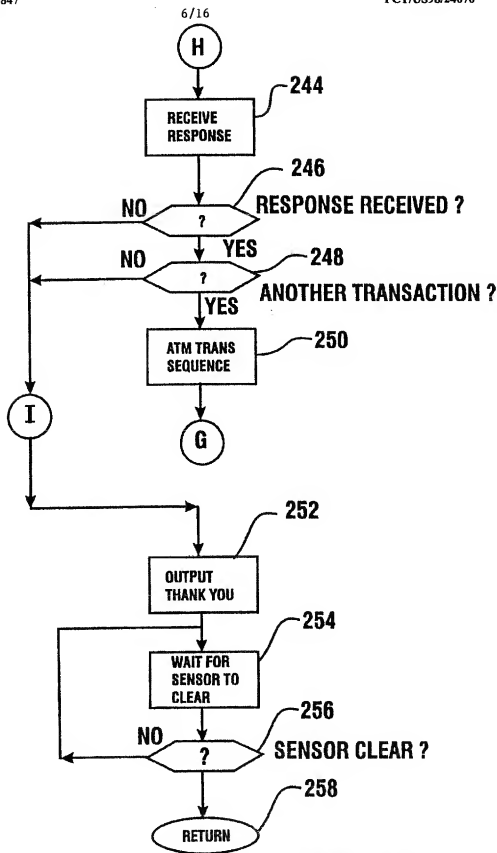 6/16
H
244
RECEIVE
RESPONSE
246
NO
?
RESPONSE RECEIVED ?
YES
248
NO
?
ANOTHER TRANSACTION ?
YES
250
ATM TRANS
SEQUENCE
I
G
252
OUTPUT
THANK YOU
254
WAIT FOR
SENSOR TO
CLEAR
256
NO
?
SENSOR CLEAR ?
258
RETURN